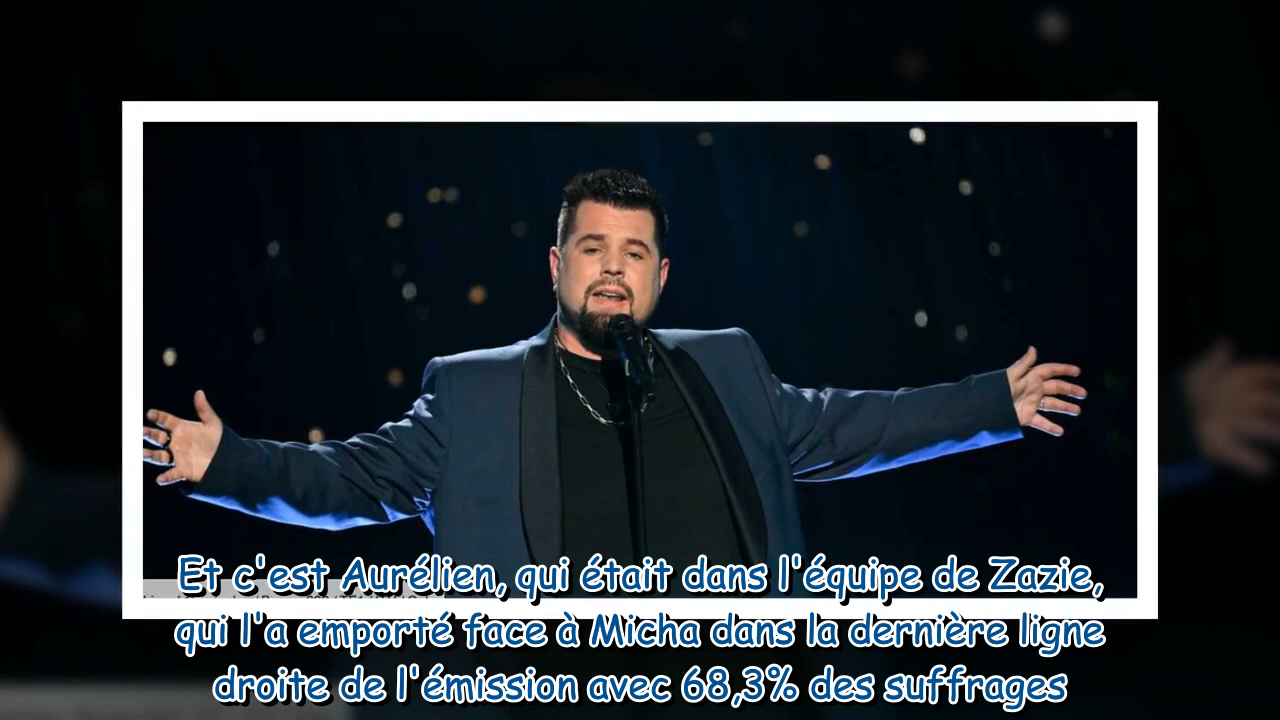 Et c'est Aurélien, qui était dans l'équipe de Zazie,
qui l'a emporté face à Micha dans la dernière ligne
droite de l'émission avec 68,3% des suffrages